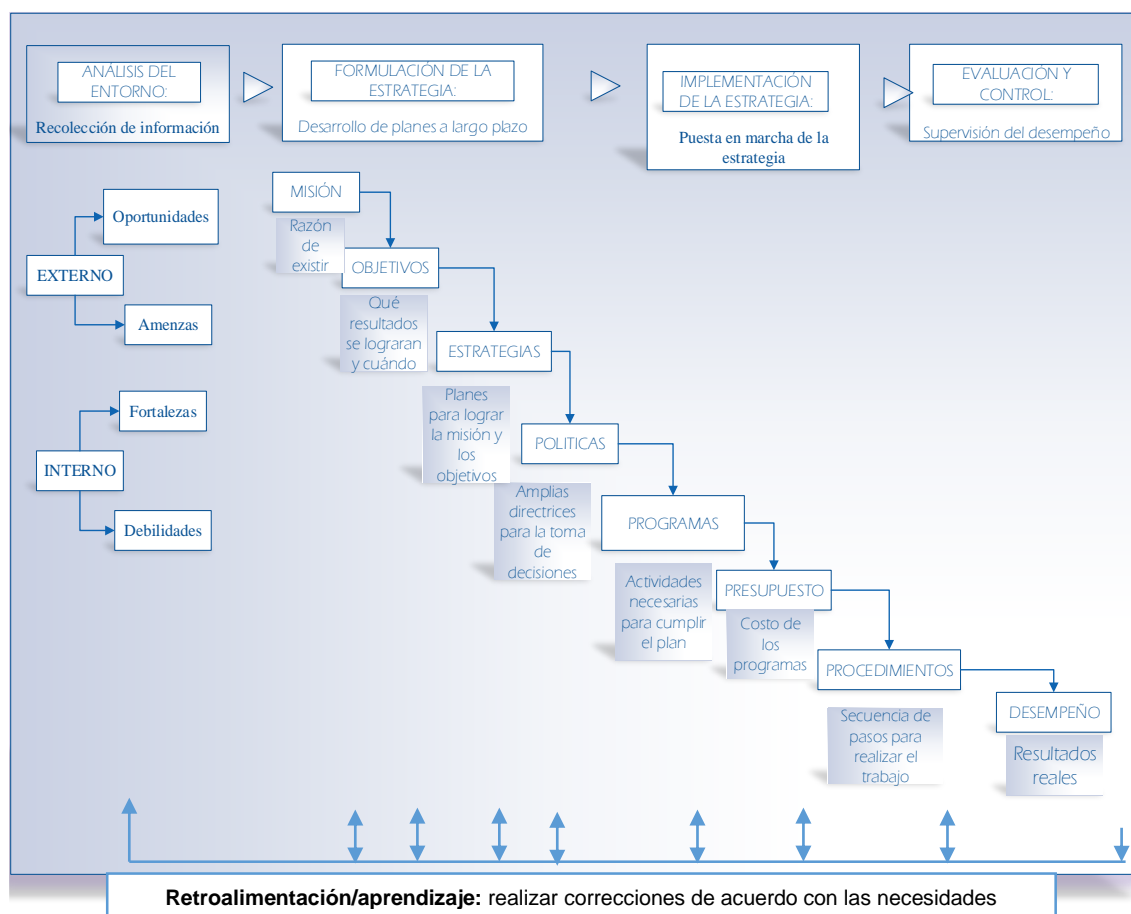 ANÁLISIS DEL
ENTORNO:
Recolección de información
FORMULACIÓN DE LA
ESTRATEGIA:
Desarrollo de planes a largo plazo
IMPLEMENTACIÓN
DE LA ESTRATEGIA:
Puesta en marcha de la
estrategia
EVALUACIÓN Y
CONTROL:
Supervisión del desempeño
EXTERNO
Oportunidades
Amenzas
INTERNO
Fortalezas
Debilidades
MISIÓN
Razón
de
existir
OBJETIVOS
Qué
resultados
se lograran
y cuándo
ESTRATEGIAS
Planes
para lograr
la misión y
los
objetivos
POLITICAS
Amplias
directrices
para la toma
de
decisiones
PROGRAMAS
Actividades
necesarias
para cumplir
el plan
PRESUPUESTO
Costo de
los
programas
PROCEDIMIENTOS
Secuencia de
pasos para
realizar el
trabajo
DESEMPEÑO
Resultados
reales
Retroalimentación/aprendizaje: realizar correcciones de acuerdo con las necesidades